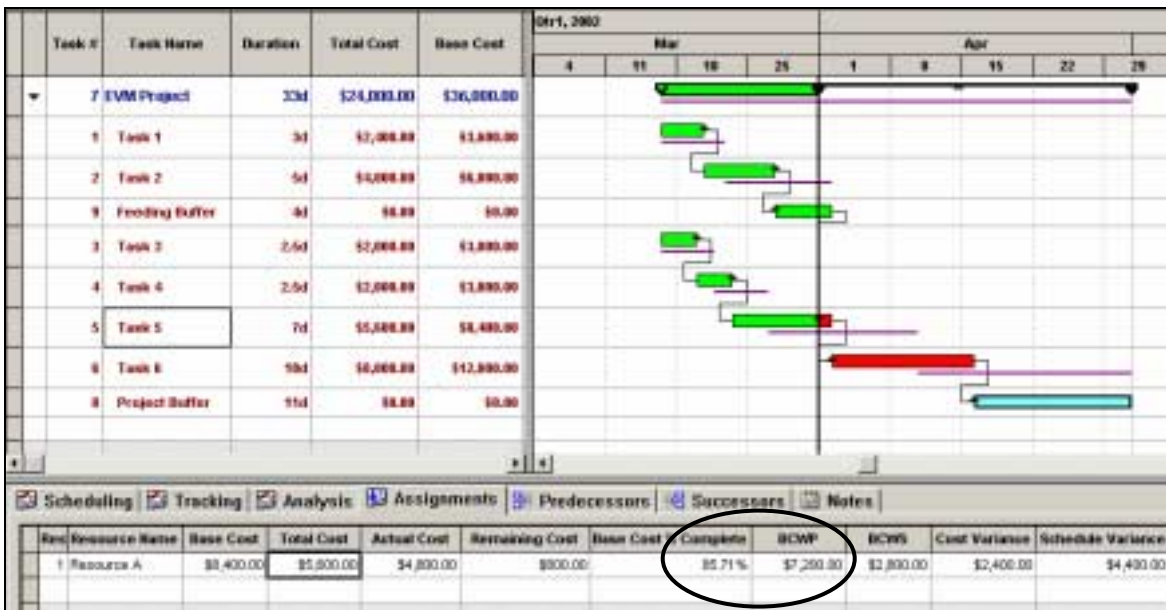 Qtr1, 2002
Mar Apr
4 11 18 25 1 8 15 22 29
Task # Task Name Duration Total Cost Base Cost
7 EVM Project 33d $24,000.00 $36,000.00
1 Task 1 3d $3,600.00
2 Task 2 5d $4,000.00 $6,000.00
9 Feeding Buffer 4d $0.00 $0.00
3 Task 3 2.5d $2,000.00 $3,000.00
4 Task 4 2.5d $2,000.00 $3,000.00
5 Task 5 7d $5,600.00 $8,400.00
6 Task 6 10d $8,000.00 $12,000.00
8 Project Buffer 11d $0.00 $0.00
Scheduling Tracking Analysis Assignments Predecessors Successors Notes
Res Resource Name Base Cost Total Cost Actual Cost Remaining Cost Base Cost Complete BCWP BCWS Cost Variance Schedule Variance
1 Resource A $8,400.00 $5,600.00 $4,800.00 $800.00 85.71% $7,200.00 $2,800.00 $2,400.00 $4,400.00